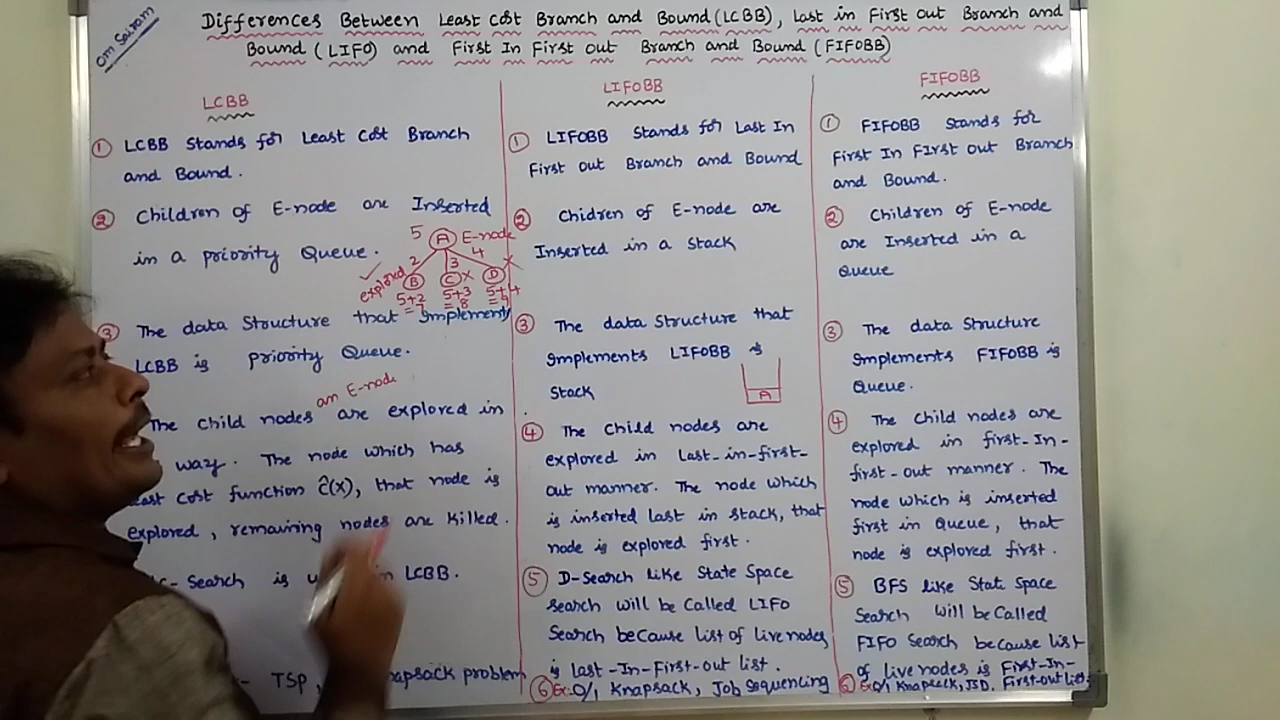 Om Sairam
Differences Between Least Cost Branch and Bound (LCBB), Last in First out Branch and
Bound (LIFO) and First In First out Branch and Bound (FIFOBB)
LCBB
① LCBB Stands for Least Cost Branch
and Bound.
② Children of E-node are Inserted
in a priority Queue.
5 A E-node
2 3 4
explored B C X D X
5+2 5+3 5+4
=7 =8 =9
③ The data Structure that Implements
LCBB is priority Queue.
an E-node
The child nodes are explored in
way. The node which has
cost function ĉ(x), that node is
explored, remaining nodes are killed.
Search is in LCBB.
TSP, problem
LIFOBB
① LIFOBB Stands for Last In
First out Branch and Bound
② Chidren of E-node are
Inserted in a Stack
③ The data Structure that
Implements LIFOBB is
Stack
A
④ The Child nodes are
explored in last-in-first-
out manner. The node which
is inserted last in stack, that
node is explored first.
⑤ D-Search like State Space
Search will be Called LIFO
Search because list of live nodes
is last-In-First-out list.
⑥ Ex:- 0/1 Knapsack, Job Sequencing
FIFOBB
① FIFOBB Stands for
First In First out Branch
and Bound.
② Children of E-node
are Inserted in a
Queue
③ The data Structure
Implements FIFOBB is
Queue.
④ The child nodes are
explored in first-In-
first-out manner. The
node which is inserted
first in Queue, that
node is explored first.
⑤ BFS like State Space
Search will be Called
FIFO Search because list
of live nodes is First-In-
First-out list.
⑥ Ex: 0/1 Knapsack, JSD.